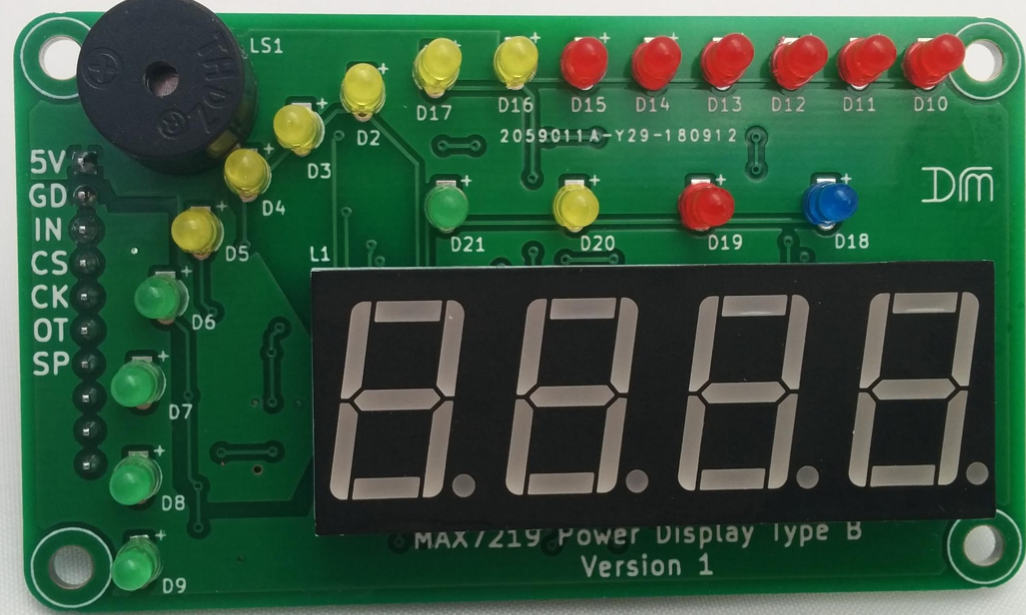 LS1
D17
D16
D15
D14
D13
D12
D11
D10
D2
D3
D4
D5
D6
D7
D8
D9
2059011A-Y29-180912
DM
5V
GD
IN
CS
CK
OT
SP
D21
D20
D19
D18
L1
MAX7219 Power Display Type B
Version 1